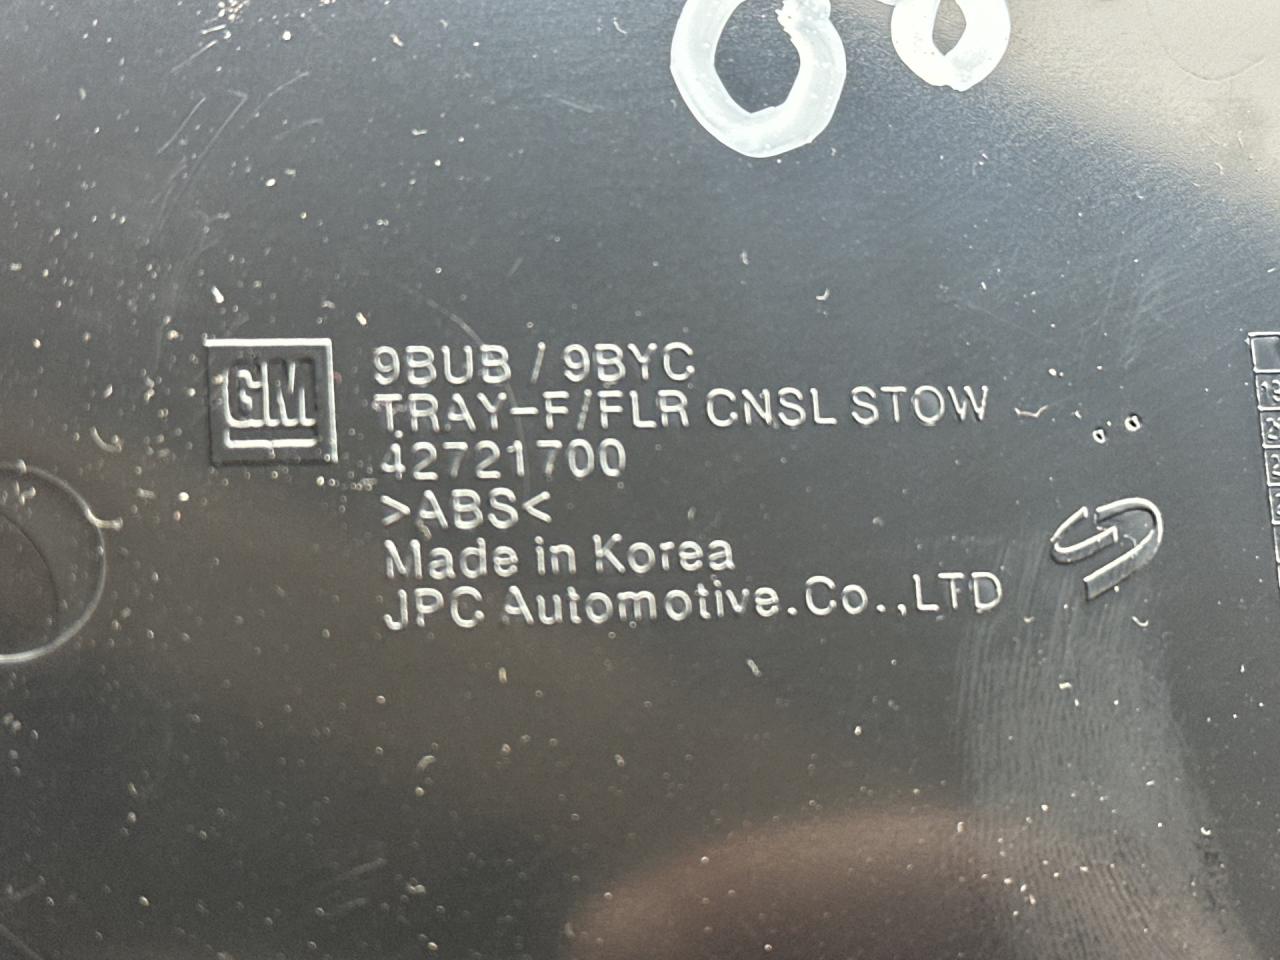 GM
9BUB / 9BYC
TRAY-F/FLR CNSL STOW
42721700
>ABS<
Made in Korea
JPC Automotive.Co.,LTD